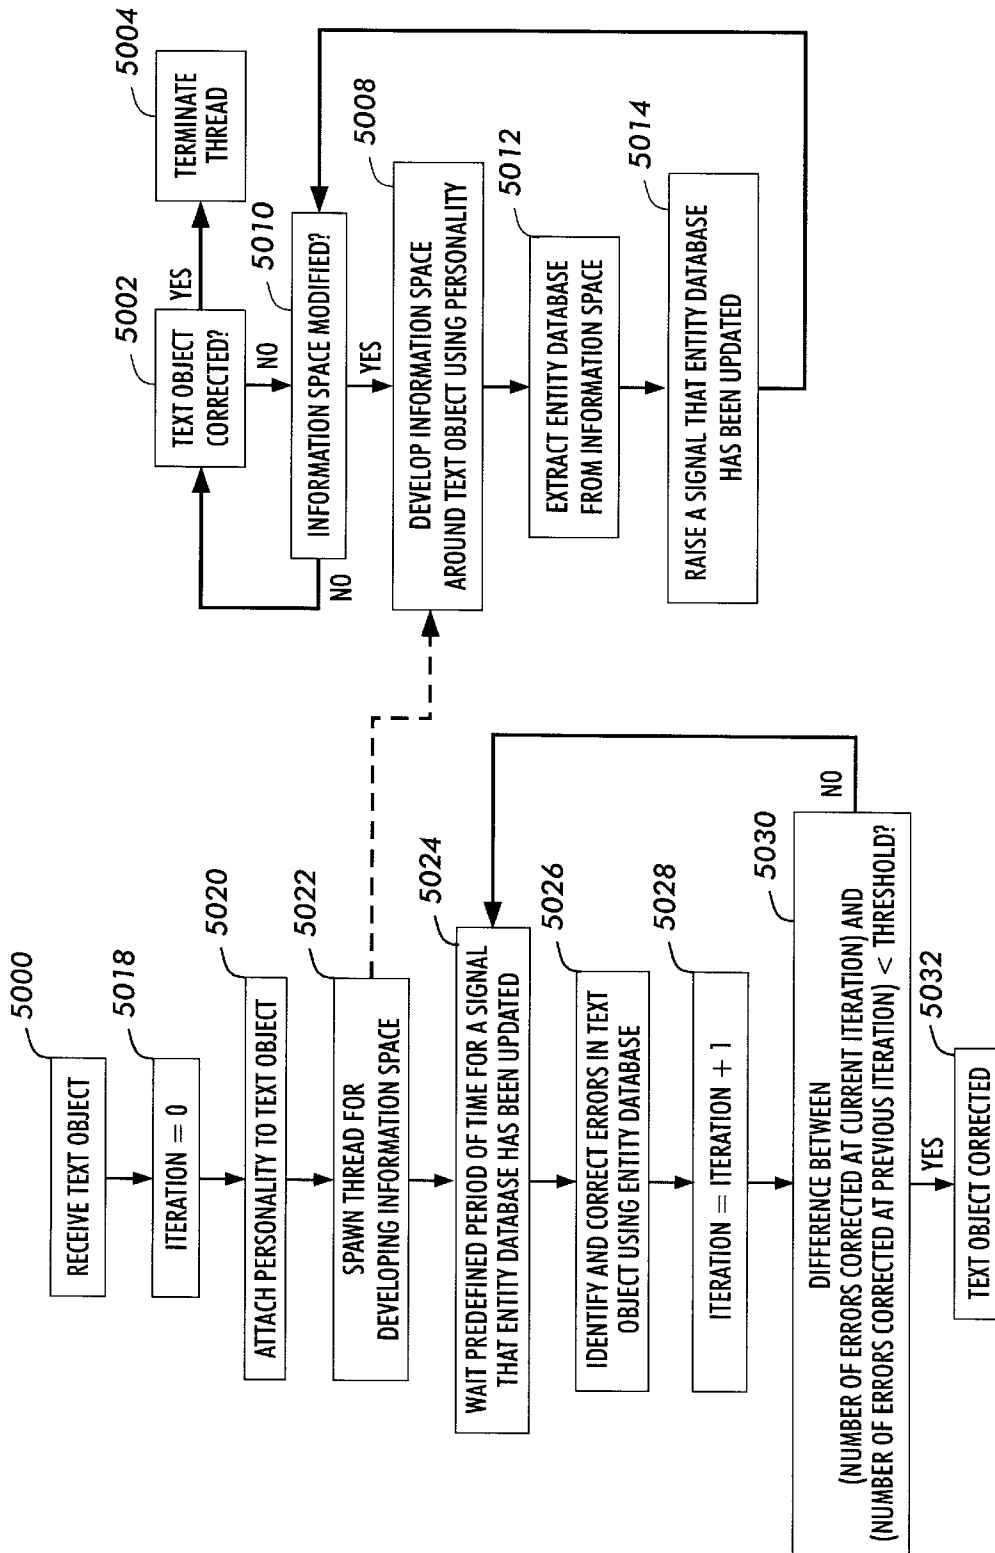 5000
RECEIVE TEXT OBJECT
5018
ITERATION = 0
5020
ATTACH PERSONALITY TO TEXT OBJECT
5022
SPAWN THREAD FOR
DEVELOPING INFORMATION SPACE
5024
WAIT PREDEFINED PERIOD OF TIME FOR A SIGNAL
THAT ENTITY DATABASE HAS BEEN UPDATED
5026
IDENTIFY AND CORRECT ERRORS IN TEXT
OBJECT USING ENTITY DATABASE
5028
ITERATION = ITERATION + 1
5030
DIFFERENCE BETWEEN
(NUMBER OF ERRORS CORRECTED AT CURRENT ITERATION) AND
(NUMBER OF ERRORS CORRECTED AT PREVIOUS ITERATION) < THRESHOLD?
NO
YES
5032
TEXT OBJECT CORRECTED
5002
TEXT OBJECT
CORRECTED?
YES
5004
TERMINATE
THREAD
NO
5010
INFORMATION SPACE MODIFIED?
NO
YES
5008
DEVELOP INFORMATION SPACE
AROUND TEXT OBJECT USING PERSONALITY
5012
EXTRACT ENTITY DATABASE
FROM INFORMATION SPACE
5014
RAISE A SIGNAL THAT ENTITY DATABASE
HAS BEEN UPDATED